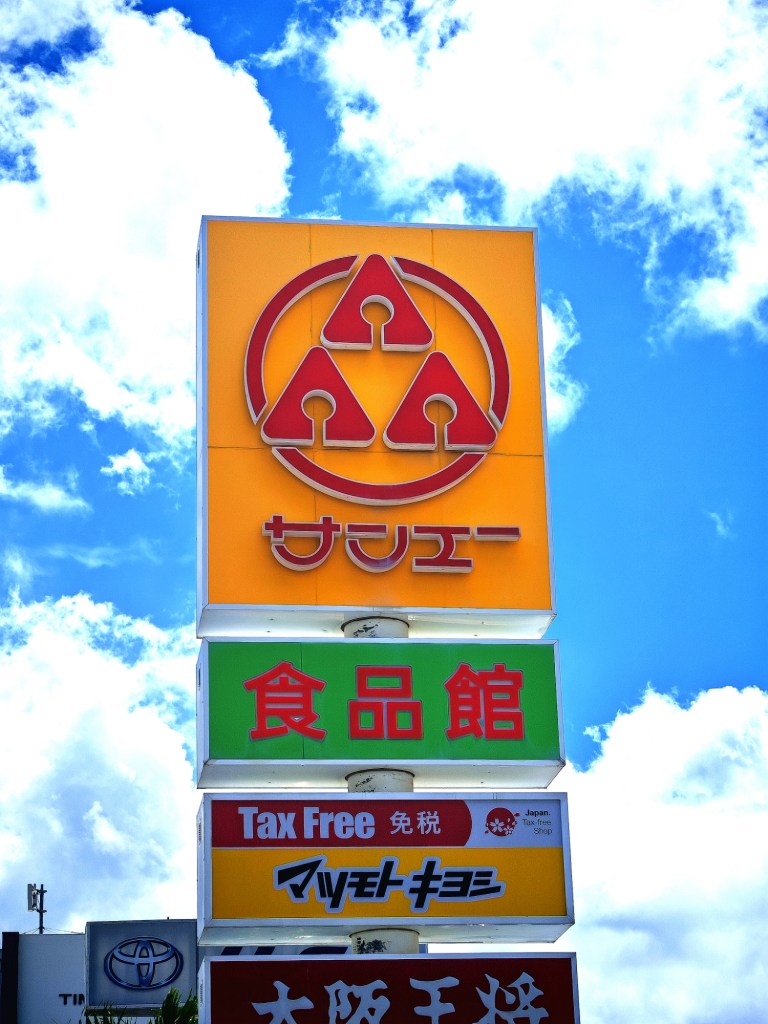 サンエー
食品館
Tax Free 免税
Japan.
Tax-free
Shop
マツモトキヨシ
大阪王将
TIM